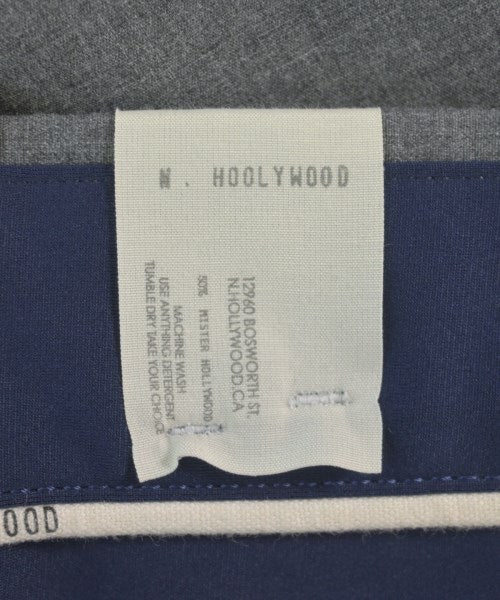 N. HOOLYWOOD
12960 BOSWORTH ST.
N.HOLLYWOOD.CA
50% MISTER HOLLYWOOD
MACHINE WASH
USE ANYTHING DETERGENT
TUMBLE DRY TAKE YOUR CHOICE
OOD